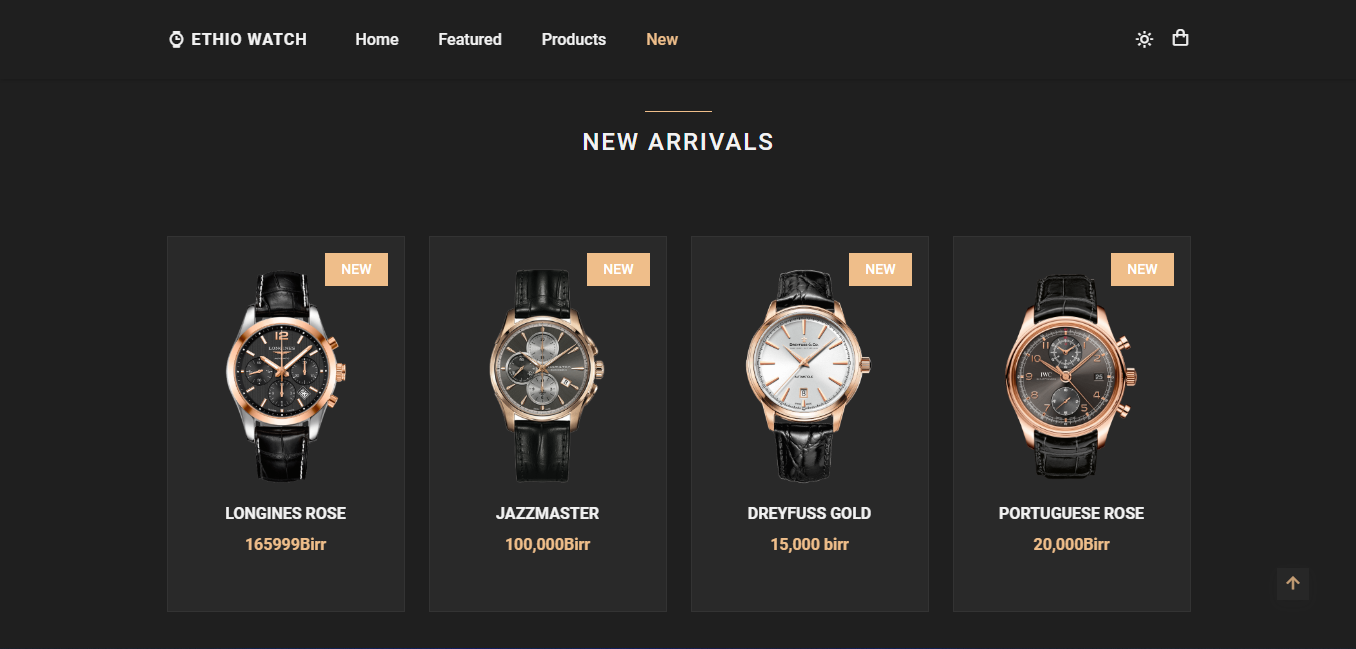 ETHIO WATCH Home Featured Products New
NEW ARRIVALS
NEW NEW NEW NEW
LONGINES ROSE JAZZMASTER DREYFUSS GOLD PORTUGUESE ROSE
165999Birr 100,000Birr 15,000 birr 20,000Birr